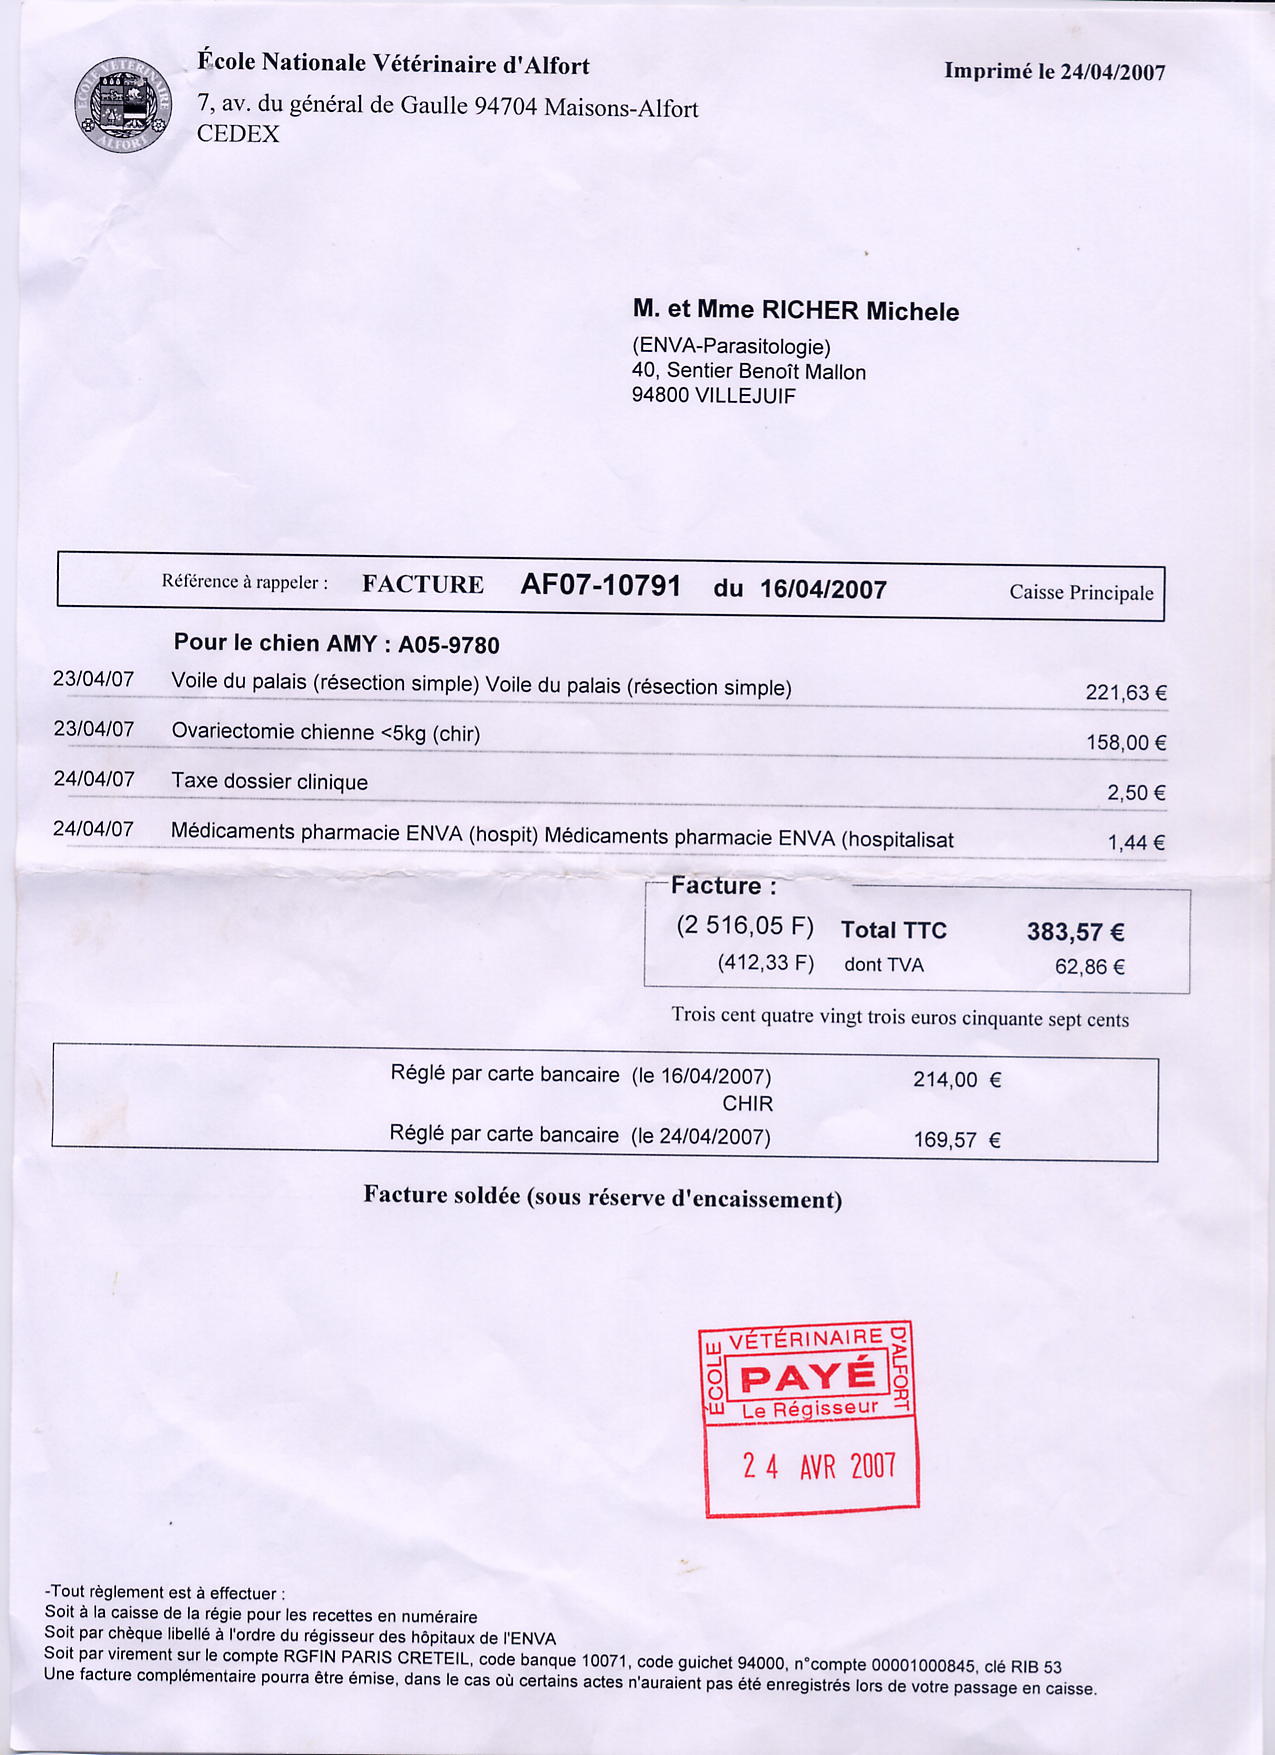 École Nationale Vétérinaire d'Alfort
Imprimé le 24/04/2007
7, av. du général de Gaulle 94704 Maisons-Alfort
CEDEX
ECOLE VETERINAIRE
ALFORT
M. et Mme RICHER Michele
(ENVA-Parasitologie)
40, Sentier Benoît Mallon
94800 VILLEJUIF
Référence à rappeler : FACTURE AF07-10791 du 16/04/2007 Caisse Principale
Pour le chien AMY : A05-9780
23/04/07 Voile du palais (résection simple) Voile du palais (résection simple) 221,63 €
23/04/07 Ovariectomie chienne <5kg (chir) 158,00 €
24/04/07 Taxe dossier clinique 2,50 €
24/04/07 Médicaments pharmacie ENVA (hospit) Médicaments pharmacie ENVA (hospitalisat 1,44 €
Facture :
(2 516,05 F) Total TTC 383,57 €
(412,33 F) dont TVA 62,86 €
Trois cent quatre vingt trois euros cinquante sept cents
Réglé par carte bancaire (le 16/04/2007) 214,00 €
CHIR
Réglé par carte bancaire (le 24/04/2007) 169,57 €
Facture soldée (sous réserve d'encaissement)
ÉCOLE VÉTÉRINAIRE D'ALFORT
PAYÉ
Le Régisseur
24 AVR 2007
-Tout règlement est à effectuer :
Soit à la caisse de la régie pour les recettes en numéraire
Soit par chèque libellé à l'ordre du régisseur des hôpitaux de l'ENVA
Soit par virement sur le compte RGFIN PARIS CRETEIL, code banque 10071, code guichet 94000, n°compte 00001000845, clé RIB 53
Une facture complémentaire pourra être émise, dans le cas où certains actes n'auraient pas été enregistrés lors de votre passage en caisse.